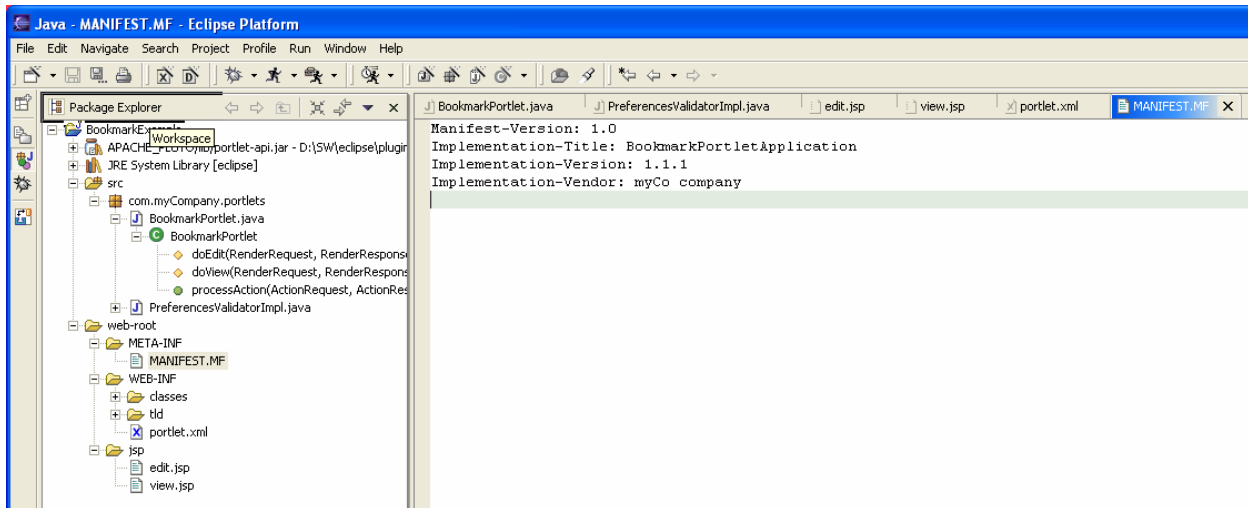 Java - MANIFEST.MF - Eclipse Platform
File Edit Navigate Search Project Profile Run Window Help
Package Explorer
BookmarkExample
Workspace
APACHE_PLUTO/lib/portlet-api.jar - D:\SW\eclipse\plugin
JRE System Library [eclipse]
src
com.myCompany.portlets
BookmarkPortlet.java
BookmarkPortlet
doEdit(RenderRequest, RenderRespons
doView(RenderRequest, RenderRespons
processAction(ActionRequest, ActionRes
PreferencesValidatorImpl.java
web-root
META-INF
MANIFEST.MF
WEB-INF
classes
tld
portlet.xml
jsp
edit.jsp
view.jsp
BookmarkPortlet.java PreferencesValidatorImpl.java edit.jsp view.jsp portlet.xml MANIFEST.MF
Manifest-Version: 1.0
Implementation-Title: BookmarkPortletApplication
Implementation-Version: 1.1.1
Implementation-Vendor: myCo company